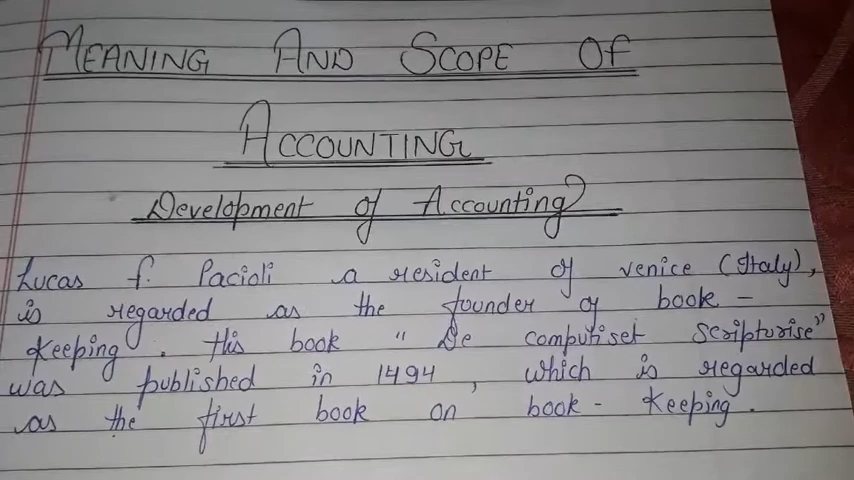 MEANING AND SCOPE OF
ACCOUNTING
Development of Accounting
Lucas f. Pacioli a resident of venice (Italy),
is regarded as the founder of book -
Keeping. His book " De computiset Scripturise"
was published in 1494, which is regarded
as the first book on book - Keeping.